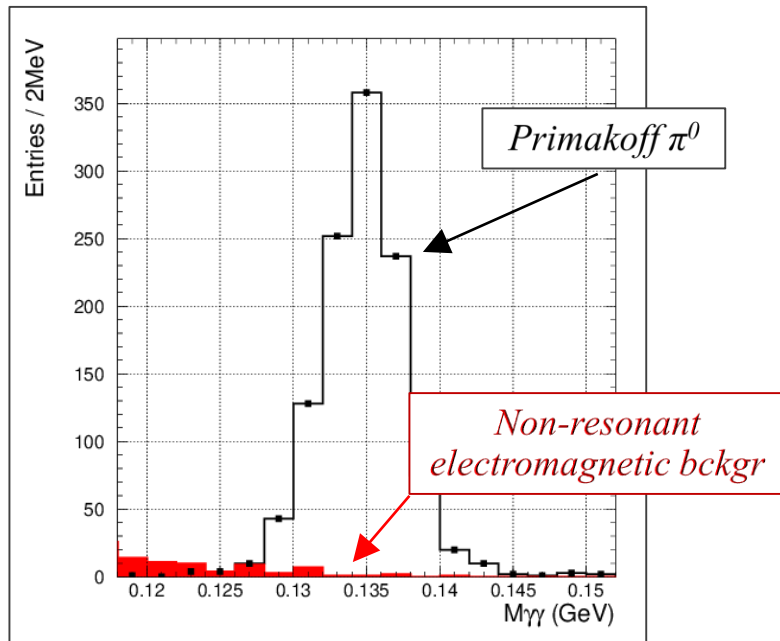 Entries / 2MeV
350
300
250
200
150
100
50
0
Primakoff π⁰
Non-resonant
electromagnetic bckgr
0.12 0.125 0.13 0.135 0.14 0.145 0.15
Mγγ (GeV)